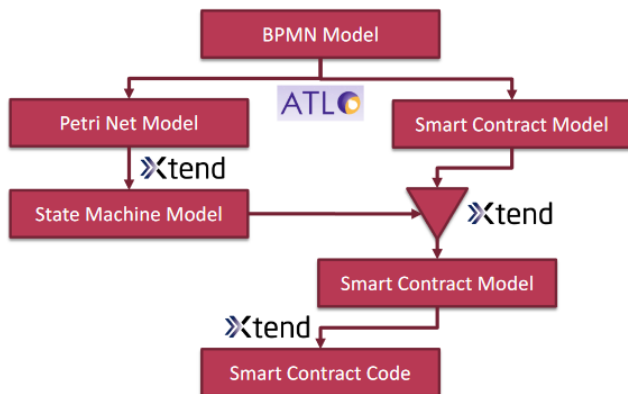 BPMN Model
ATL
Petri Net Model
Smart Contract Model
Xtend
State Machine Model
Xtend
Smart Contract Model
Xtend
Smart Contract Code